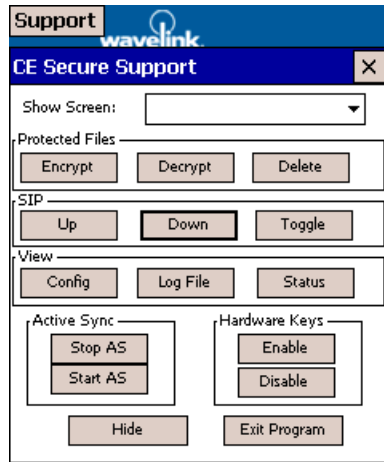 Support
wavelink
CE Secure Support
Show Screen:
Protected Files
Encrypt Decrypt Delete
SIP
Up Down Toggle
View
Config Log File Status
Active Sync Hardware Keys
Stop AS Enable
Start AS Disable
Hide Exit Program